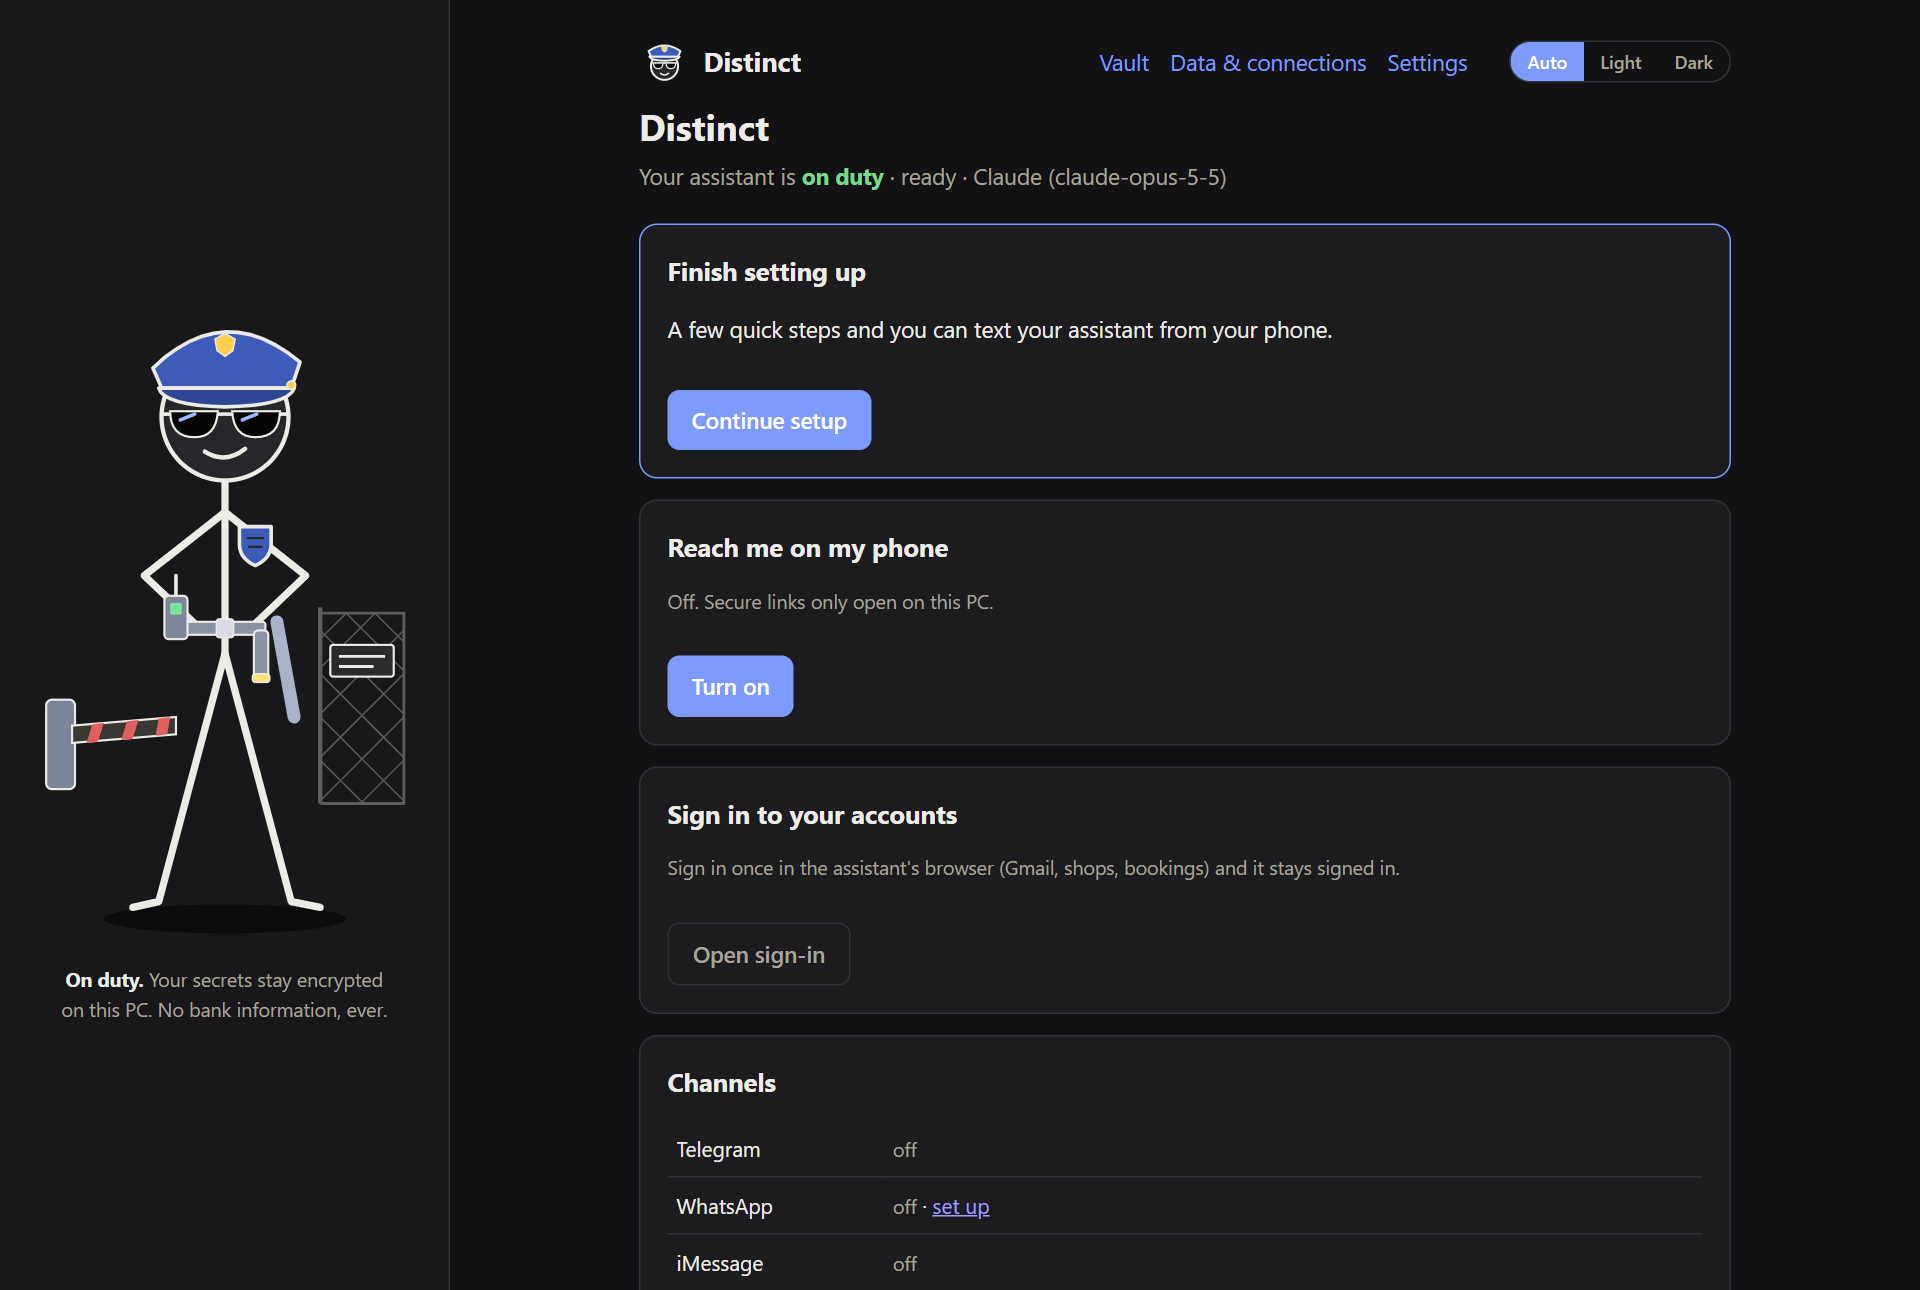 Distinct
Vault Data & connections Settings Auto Light Dark
Distinct
Your assistant is on duty · ready · Claude (claude-opus-5-5)
Finish setting up
A few quick steps and you can text your assistant from your phone.
Continue setup
Reach me on my phone
Off. Secure links only open on this PC.
Turn on
Sign in to your accounts
Sign in once in the assistant's browser (Gmail, shops, bookings) and it stays signed in.
Open sign-in
Channels
Telegram off
WhatsApp off · set up
iMessage off
On duty. Your secrets stay encrypted
on this PC. No bank information, ever.